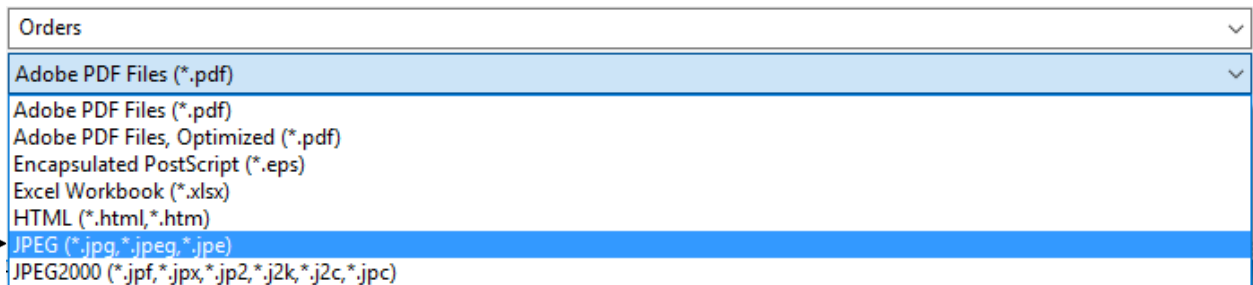 Orders
Adobe PDF Files (*.pdf)
Adobe PDF Files (*.pdf)
Adobe PDF Files, Optimized (*.pdf)
Encapsulated PostScript (*.eps)
Excel Workbook (*.xlsx)
HTML (*.html,*.htm)
JPEG (*.jpg,*.jpeg,*.jpe)
JPEG2000 (*.jpf,*.jpx,*.jp2,*.j2k,*.j2c,*.jpc)